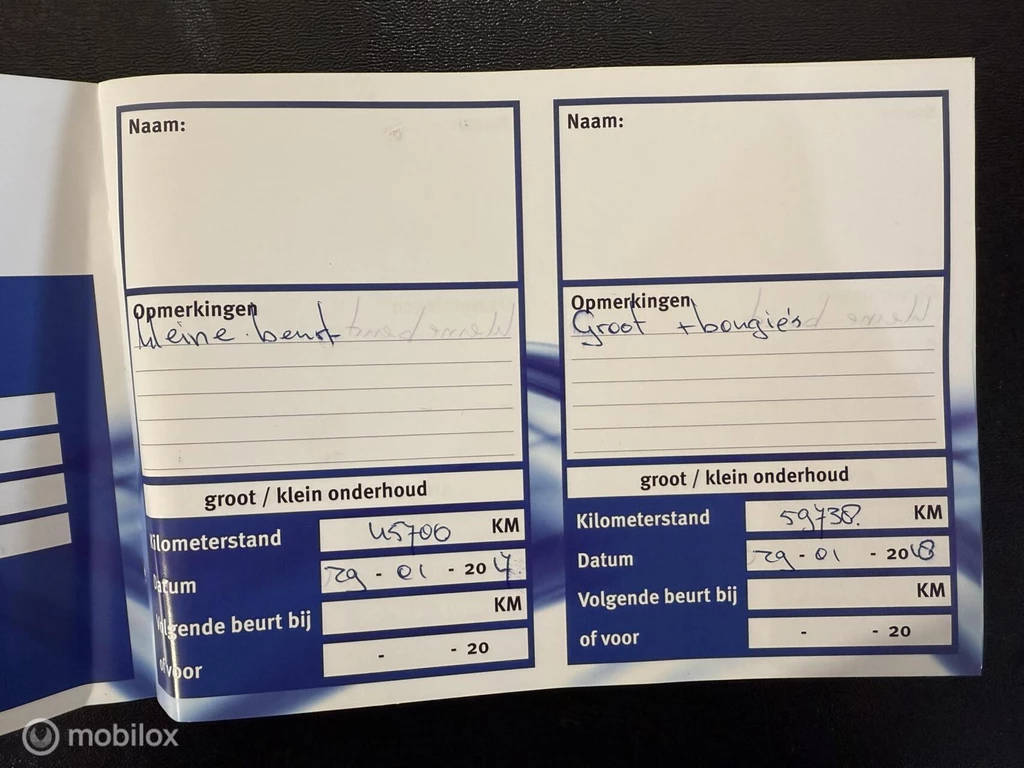 Naam:
Opmerkingen
kleine beurt
groot / klein onderhoud
Kilometerstand 45700 KM
Datum 29 - 01 - 2017
Volgende beurt bij KM
of voor - - 20
Naam:
Opmerkingen
Groot + bougie's
groot / klein onderhoud
Kilometerstand 59738. KM
Datum 29 - 01 - 2018
Volgende beurt bij KM
of voor - - 20
mobilox